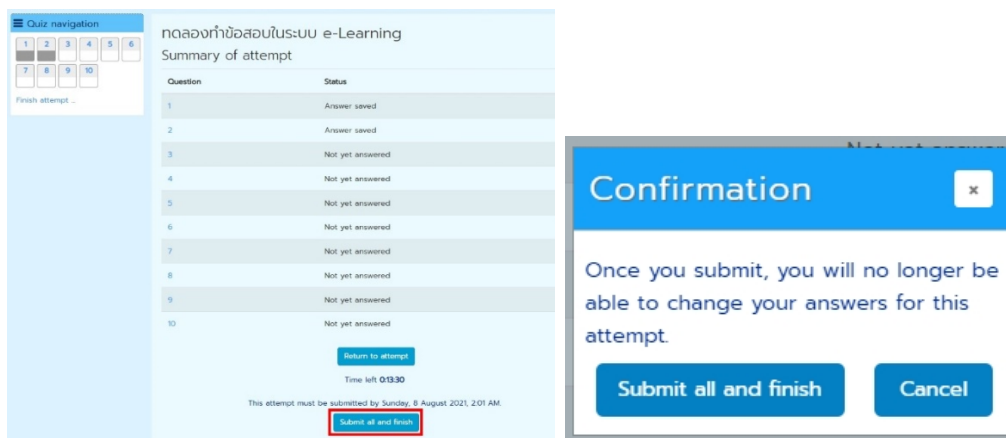 Quiz navigation
1 2 3 4 5 6
7 8 9 10
Finish attempt ...
ทดลองทำข้อสอบในระบบ e-Learning
Summary of attempt
Question Status
1 Answer saved
2 Answer saved
3 Not yet answered
4 Not yet answered
5 Not yet answered
6 Not yet answered
7 Not yet answered
8 Not yet answered
9 Not yet answered
10 Not yet answered
Return to attempt
Time left 0:13:30
This attempt must be submitted by Sunday, 8 August 2021, 2:01 AM.
Submit all and finish
Not yet answer
Confirmation
×
Once you submit, you will no longer be
able to change your answers for this
attempt.
Submit all and finish Cancel